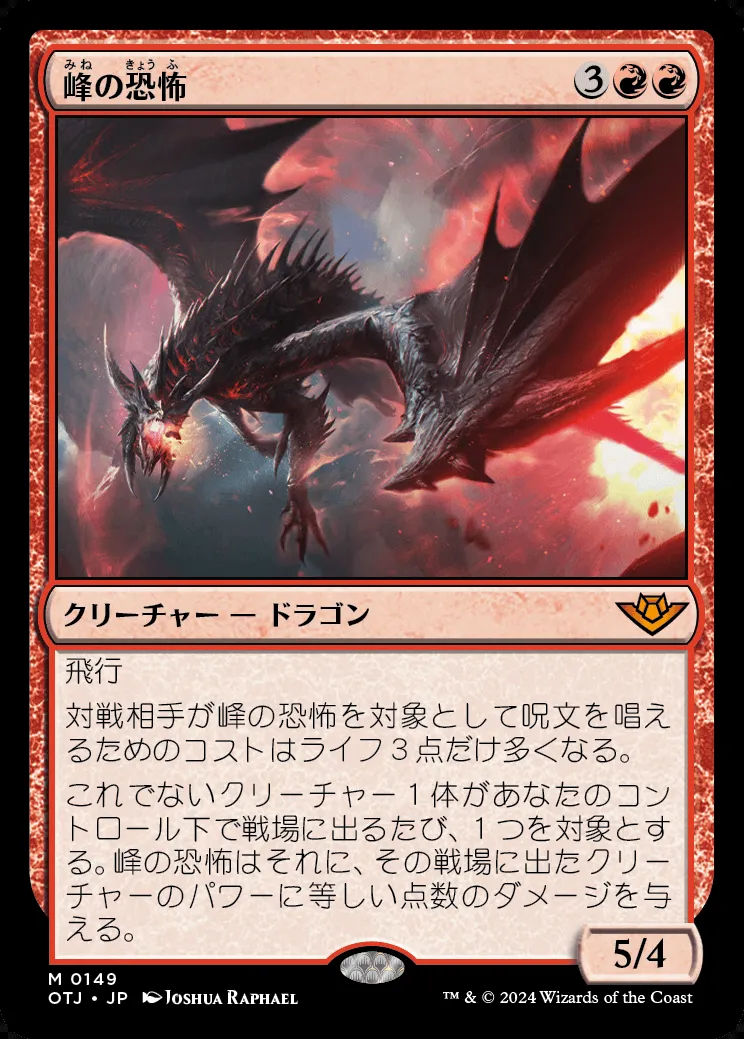 みね きょう ふ
峰の恐怖 3
クリーチャー — ドラゴン
飛行
対戦相手が峰の恐怖を対象として呪文を唱え
るためのコストはライフ３点だけ多くなる。
これでないクリーチャー１体があなたのコン
トロール下で戦場に出るたび、１つを対象とす
る。峰の恐怖はそれに、その戦場に出たクリー
チャーのパワーに等しい点数のダメージを与
える。
5/4
M 0149
OTJ • JP Joshua Raphael
™ & © 2024 Wizards of the Coast